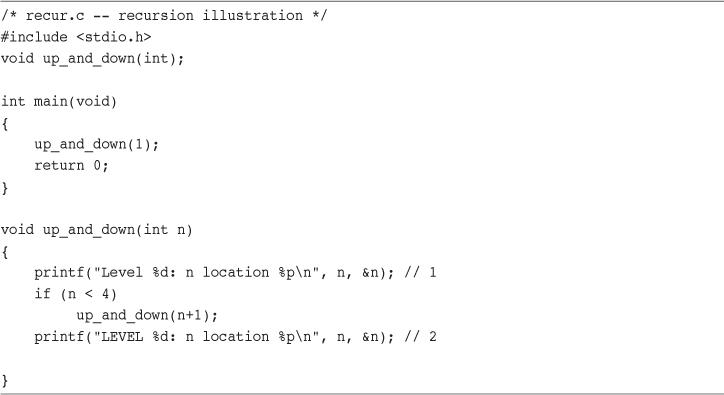 /* recur.c -- recursion illustration */
#include <stdio.h>
void up_and_down(int);

int main(void)
{
    up_and_down(1);
    return 0;
}

void up_and_down(int n)
{
    printf("Level %d: n location %p\n", n, &n); // 1
    if (n < 4)
         up_and_down(n+1);
    printf("LEVEL %d: n location %p\n", n, &n); // 2

}